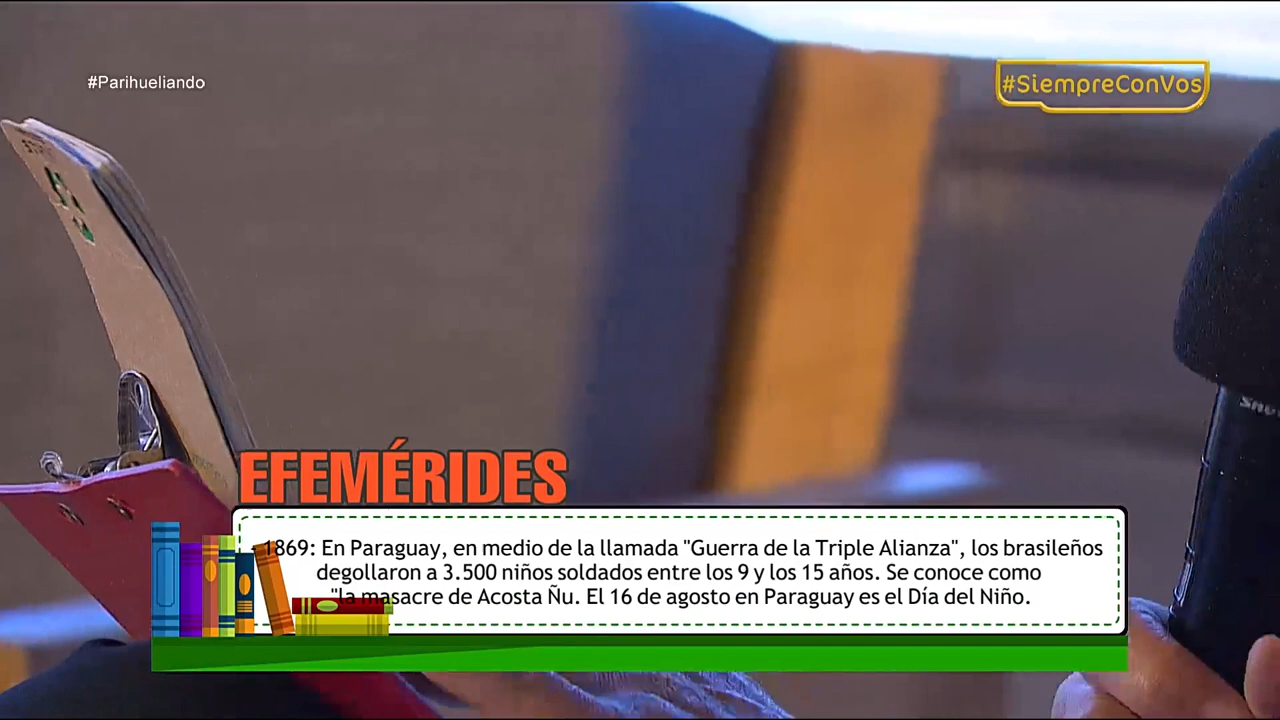 #Parihueliando
#SiempreConVos
EFEMÉRIDES
1869: En Paraguay, en medio de la llamada "Guerra de la Triple Alianza", los brasileños
degollaron a 3.500 niños soldados entre los 9 y los 15 años. Se conoce como
"la masacre de Acosta Ñu. El 16 de agosto en Paraguay es el Día del Niño.